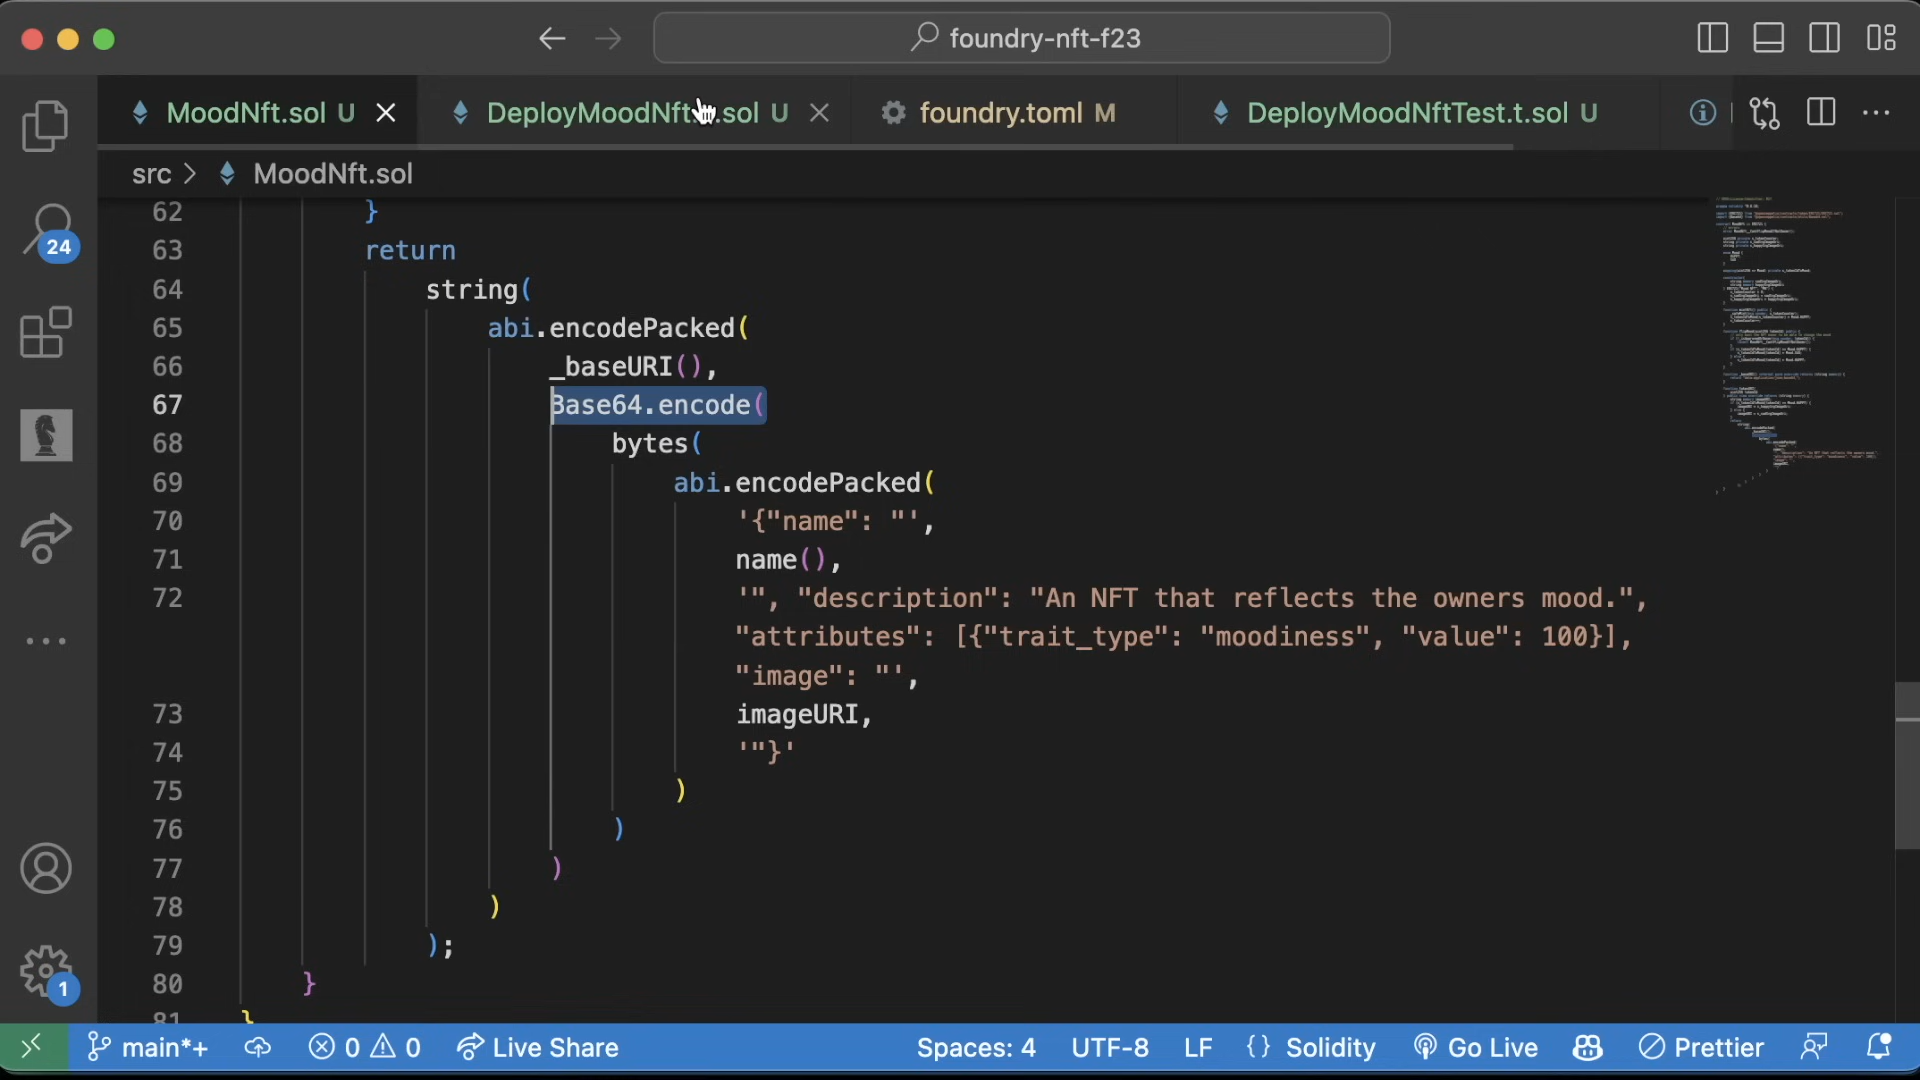 foundry-nft-f23
MoodNft.sol U DeployMoodNft.s.sol U foundry.toml M DeployMoodNftTest.t.sol U
src > MoodNft.sol
62 }
63 return
64 string(
65 abi.encodePacked(
66 _baseURI(),
67 Base64.encode(
68 bytes(
69 abi.encodePacked(
70 '{"name": "',
71 name(),
72 '", "description": "An NFT that reflects the owners mood.",
"attributes": [{"trait_type": "moodiness", "value": 100}],
"image": "',
73 imageURI,
74 '"}'
75 )
76 )
77 )
78 )
79 );
80 }
81 }
24
1
main*+ 0 0 Live Share Spaces: 4 UTF-8 LF {} Solidity Go Live Prettier